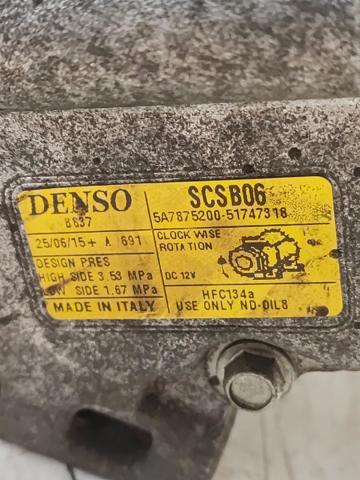 DENSO
8637
25/06/15+ A 691
DESIGN PRES
HIGH SIDE 3.53 MPa
LOW SIDE 1.67 MPa
MADE IN ITALY
SCSB06
5A7875200-51747318
CLOCK WISE
ROTATION
DC 12V
HFC134a
USE ONLY ND-OIL8